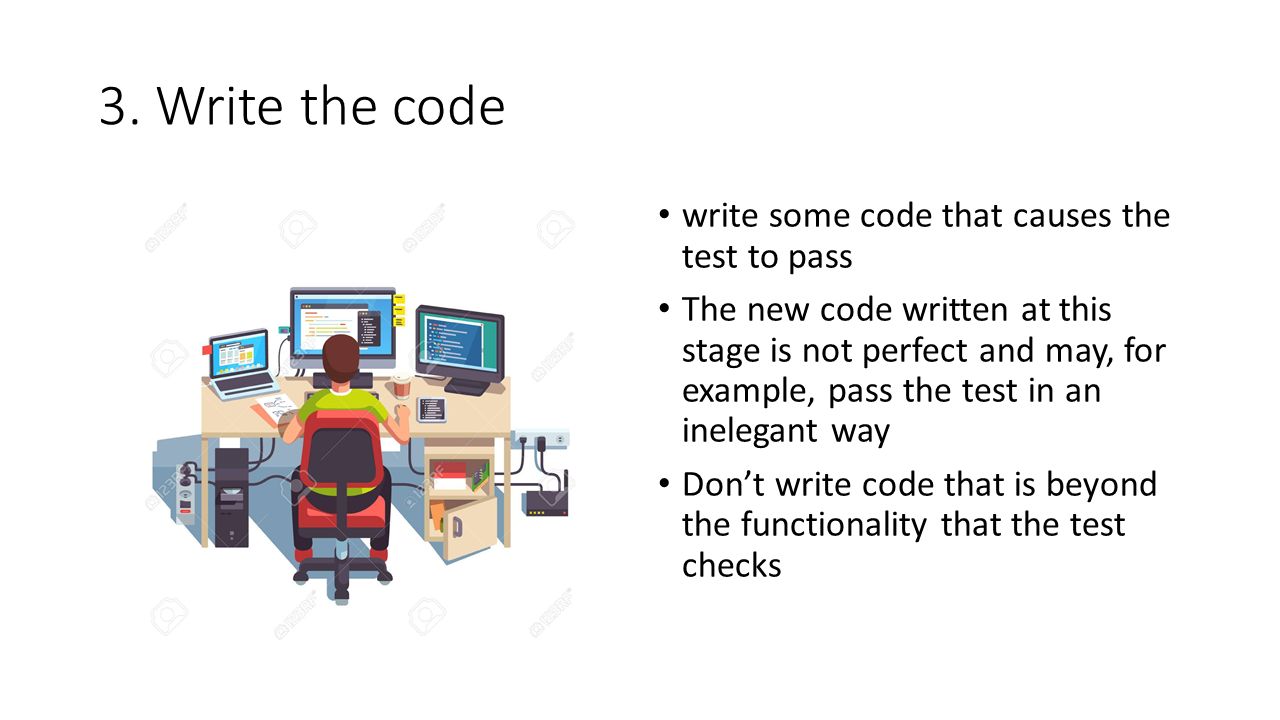 3. Write the code
• write some code that causes the
test to pass
• The new code written at this
stage is not perfect and may, for
example, pass the test in an
inelegant way
• Don’t write code that is beyond
the functionality that the test
checks